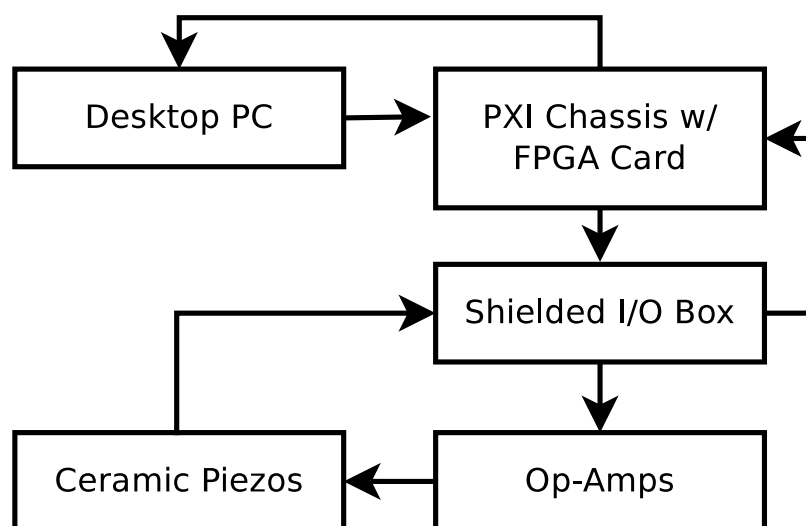 Desktop PC
PXI Chassis w/
FPGA Card
Shielded I/O Box
Ceramic Piezos
Op-Amps